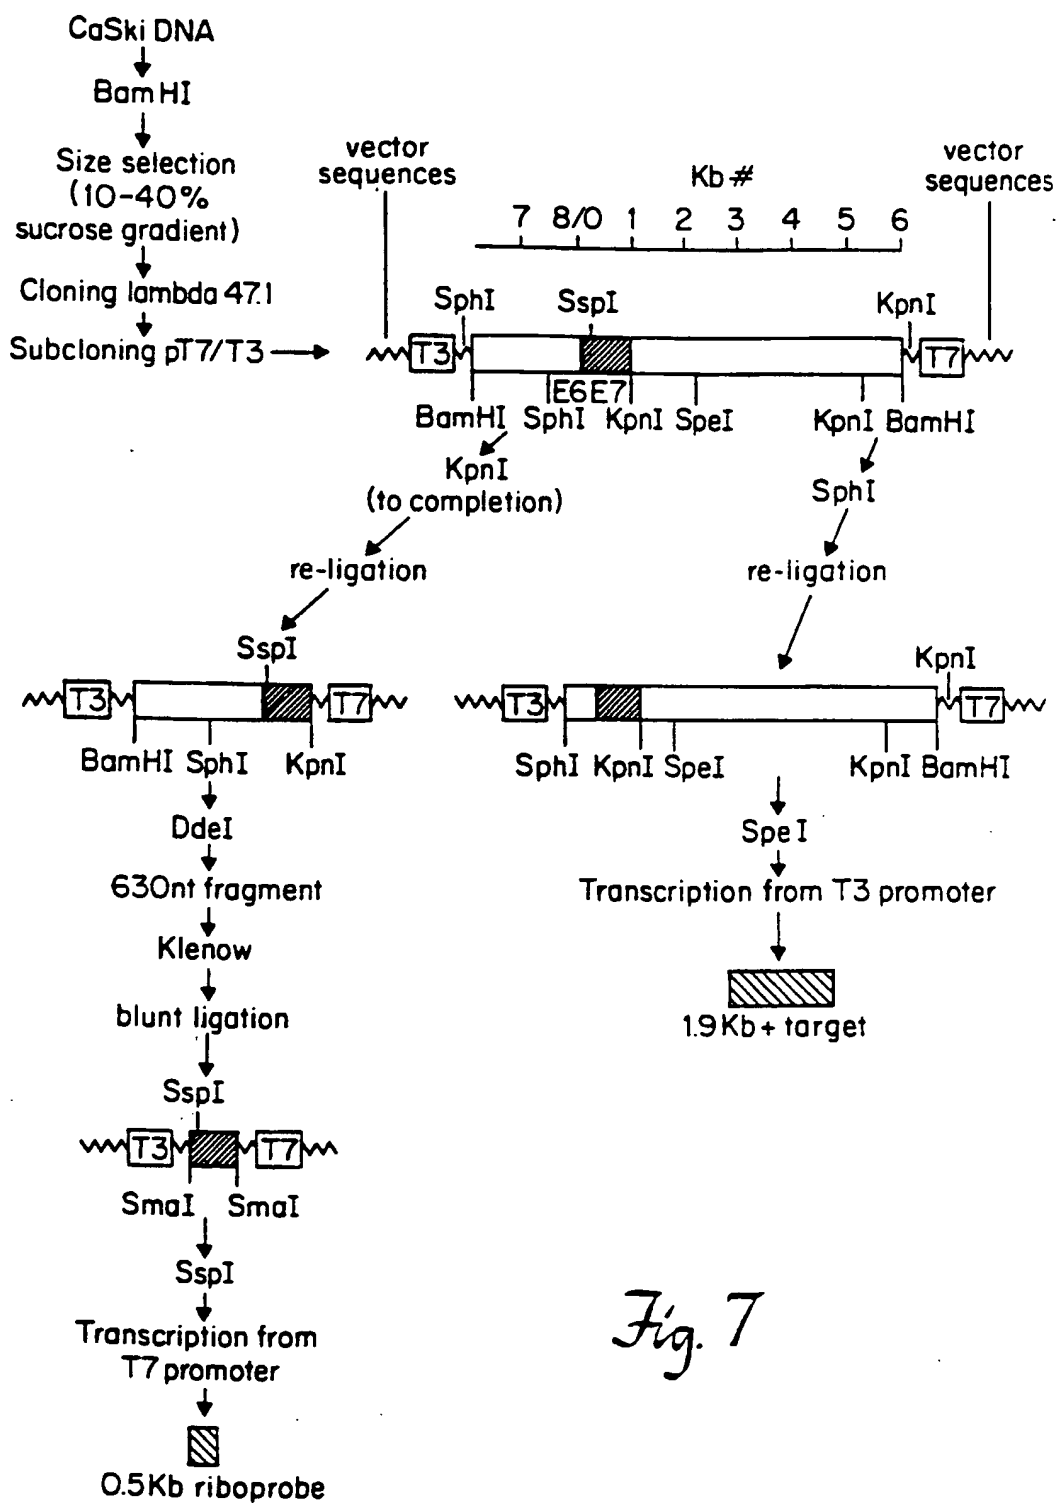 CaSki DNA
BamHI
Size selection
(10-40%
sucrose gradient)
Cloning lambda 47.1
Subcloning pT7/T3
vector
sequences
Kb#
vector
sequences
7 8/0 1 2 3 4 5 6
SphI SspI KpnI
T3 T7
E6 E7
BamHI SphI KpnI SpeI KpnI BamHI
KpnI
(to completion)
re-ligation
SphI
re-ligation
SspI
T3 T7
BamHI SphI KpnI
KpnI
T3 T7
SphI KpnI SpeI KpnI BamHI
DdeI
630nt fragment
Klenow
blunt ligation
SspI
T3 T7
SmaI SmaI
SspI
Transcription from
T7 promoter
0.5Kb riboprobe
SpeI
Transcription from T3 promoter
1.9Kb+ target
Fig. 7